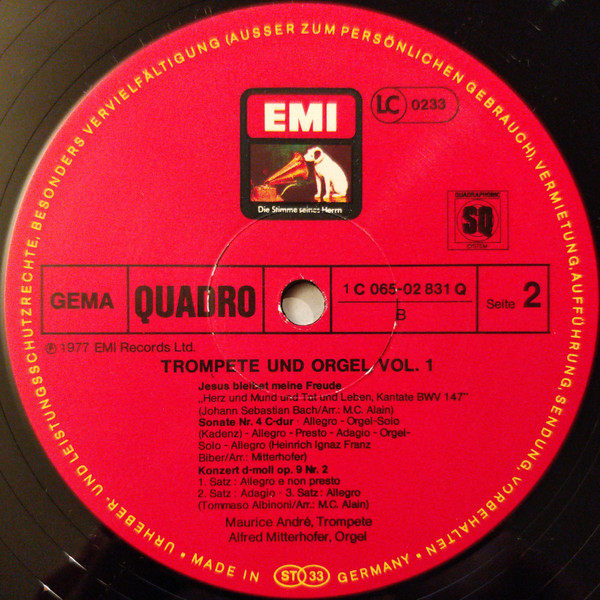 URHEBER- UND LEISTUNGSSCHUTZRECHTE, BESONDERS VERVIELFÄLTIGUNG (AUSSER ZUM PERSÖNLICHEN GEBRAUCH), VERMIETUNG, AUFFÜHRUNG, SENDUNG, VORBEHALTEN •
EMI
LC 0233
Die Stimme seines Herrn
QUADRAPHONIC
SQ
GEMA
QUADRO
1 C 065-02 831 Q
B
Seite 2
℗ 1977 EMI Records Ltd.
TROMPETE UND ORGEL, VOL. 1
Jesus bleibet meine Freude
„Herz und Mund und Tat und Leben, Kantate BWV 147"
(Johann Sebastian Bach/Arr.: M.C. Alain)
Sonate Nr. 4 C-dur · Allegro - Orgel-Solo
(Kadenz) - Allegro - Presto - Adagio - Orgel-
Solo - Allegro (Heinrich Ignaz Franz
Biber/Arr.: Mitterhofer)
Konzert d-moll op. 9 Nr. 2
1. Satz: Allegro e non presto
2. Satz: Adagio · 3. Satz: Allegro
(Tommaso Albinoni/Arr.: M.C. Alain)
Maurice André, Trompete
Alfred Mitterhofer, Orgel
• MADE IN ST 33 GERMANY •